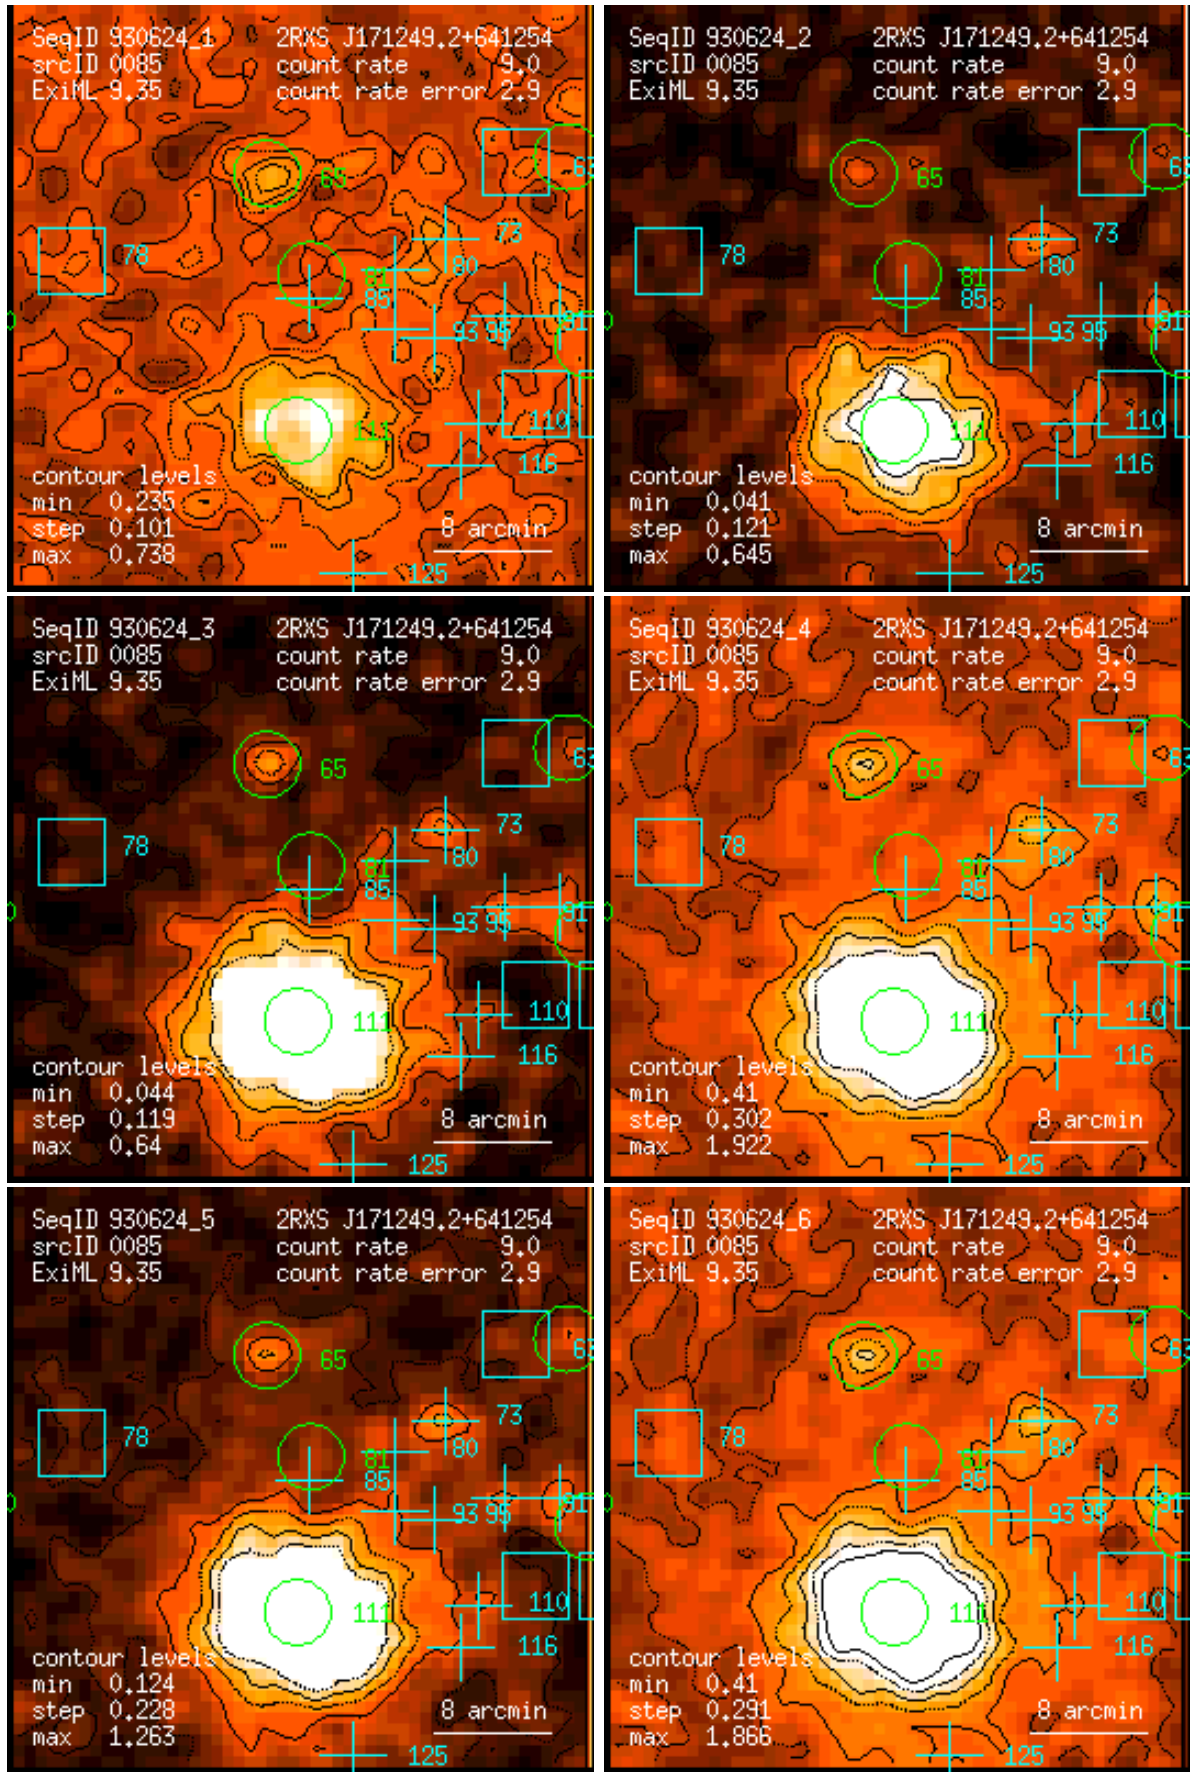 SeqID 930624_1 2RXS J171249.2+641254
srcID 0085 count rate 9.0
ExiML 9.35 count rate error 2.9
63
65
73
78
80
81
85
91
93 95
110
111
116
contour levels
min 0.235
step 0.101 8 arcmin
max 0.738
125
SeqID 930624_2 2RXS J171249.2+641254
srcID 0085 count rate 9.0
ExiML 9.35 count rate error 2.9
63
65
73
78
80
81
85
91
93 95
110
111
116
contour levels
min 0.041
step 0.121 8 arcmin
max 0.645
125
SeqID 930624_3 2RXS J171249.2+641254
srcID 0085 count rate 9.0
ExiML 9.35 count rate error 2.9
63
65
73
78
80
81
85
91
93 95
110
111
116
contour levels
min 0.044
step 0.119 8 arcmin
max 0.64
125
SeqID 930624_4 2RXS J171249.2+641254
srcID 0085 count rate 9.0
ExiML 9.35 count rate error 2.9
63
65
73
78
80
81
85
91
93 95
110
111
116
contour levels
min 0.41
step 0.302 8 arcmin
max 1.922
125
SeqID 930624_5 2RXS J171249.2+641254
srcID 0085 count rate 9.0
ExiML 9.35 count rate error 2.9
63
65
73
78
80
81
85
91
93 95
110
111
116
contour levels
min 0.124
step 0.228 8 arcmin
max 1.263
125
SeqID 930624_6 2RXS J171249.2+641254
srcID 0085 count rate 9.0
ExiML 9.35 count rate error 2.9
63
65
73
78
80
81
85
91
93 95
110
111
116
contour levels
min 0.41
step 0.291 8 arcmin
max 1.866
125